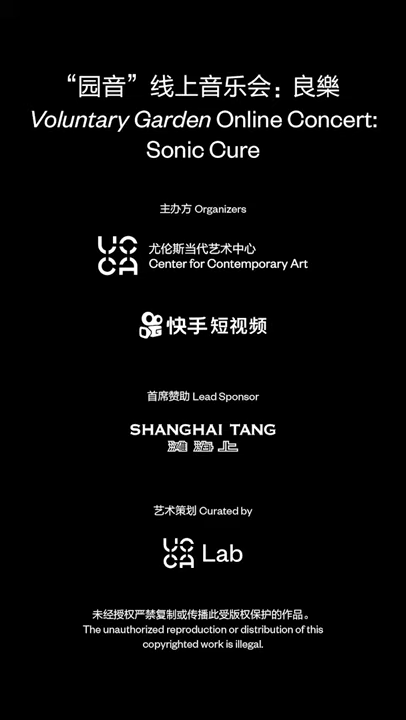 “园音”线上音乐会：良樂
Voluntary Garden Online Concert:
Sonic Cure
主办方 Organizers
UCCA
尤伦斯当代艺术中心
Center for Contemporary Art
快手短视频
首席赞助 Lead Sponsor
SHANGHAI TANG
灘海上
艺术策划 Curated by
UCCA Lab
未经授权严禁复制或传播此受版权保护的作品。
The unauthorized reproduction or distribution of this
copyrighted work is illegal.